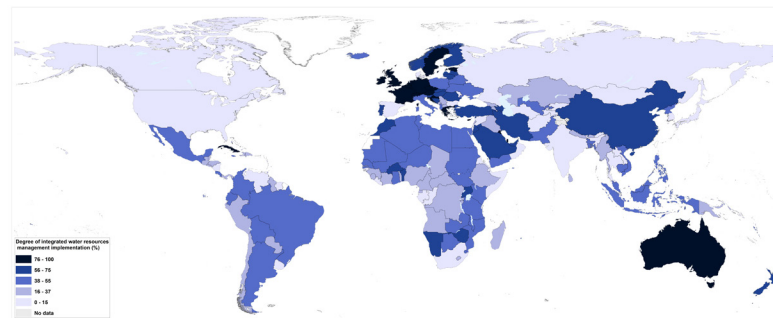 Degree of integrated water resources
management implementation (%)
76 - 100
56 - 75
38 - 55
16 - 37
0 - 15
No data